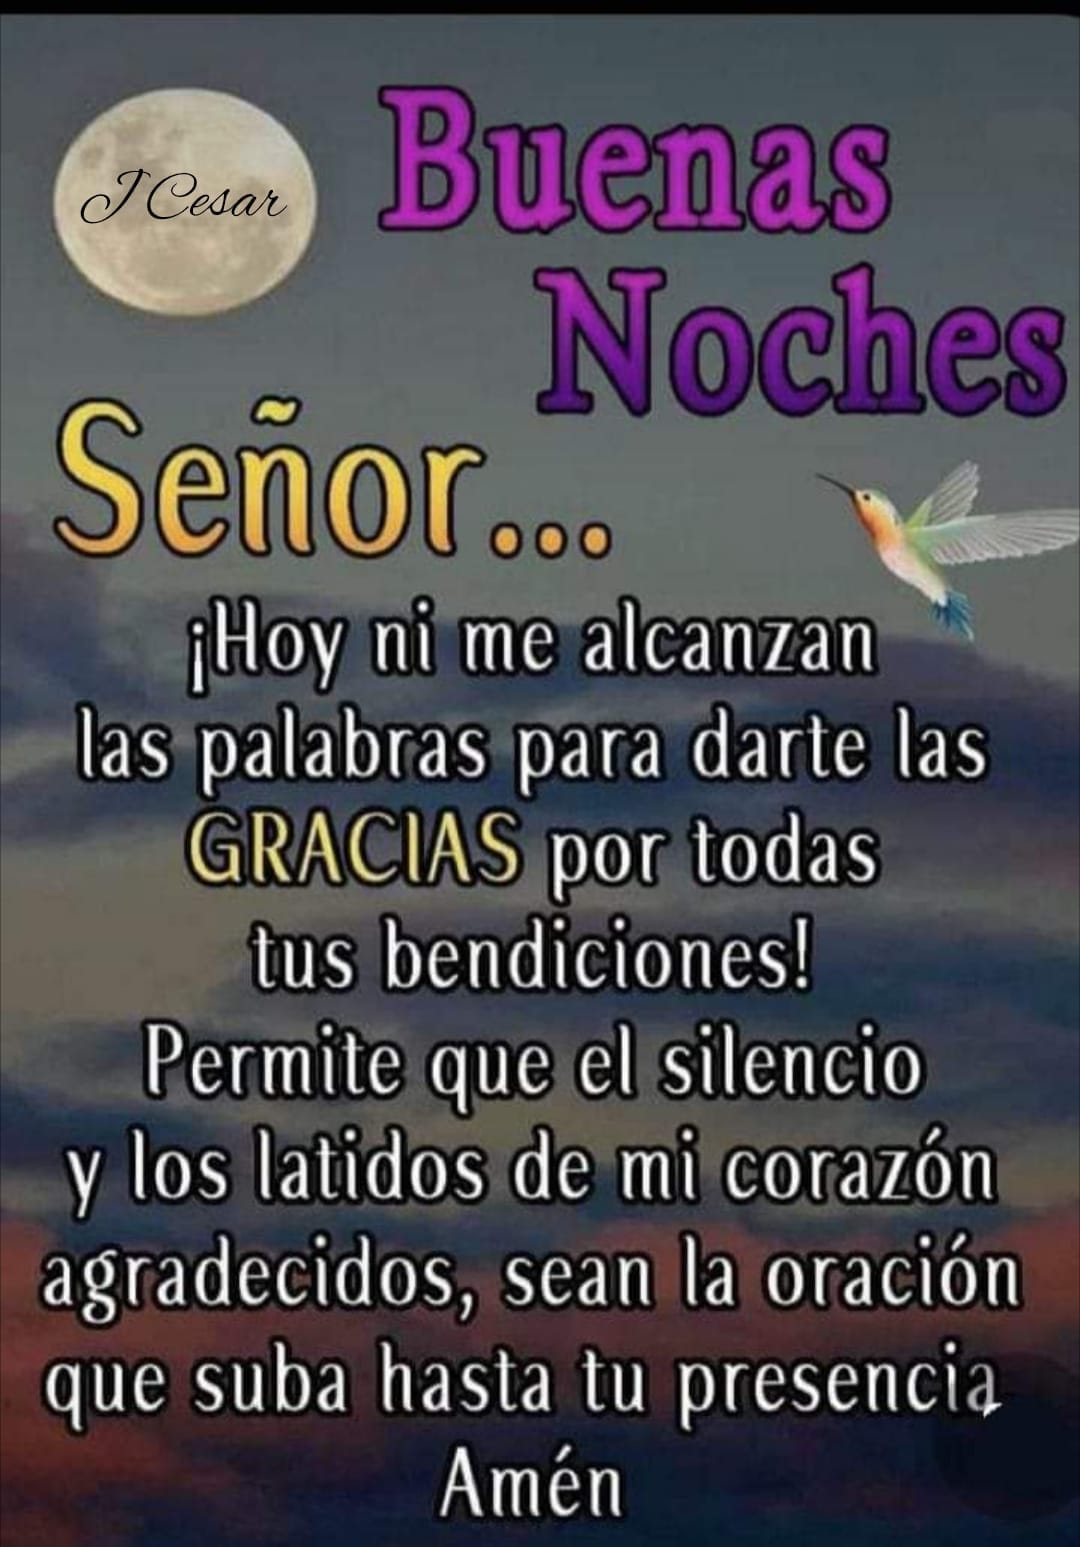 J Cesar
Buenas
Noches
Señor...
¡Hoy ni me alcanzan
las palabras para darte las
GRACIAS por todas
tus bendiciones!
Permite que el silencio
y los latidos de mi corazón
agradecidos, sean la oración
que suba hasta tu presencia
Amén